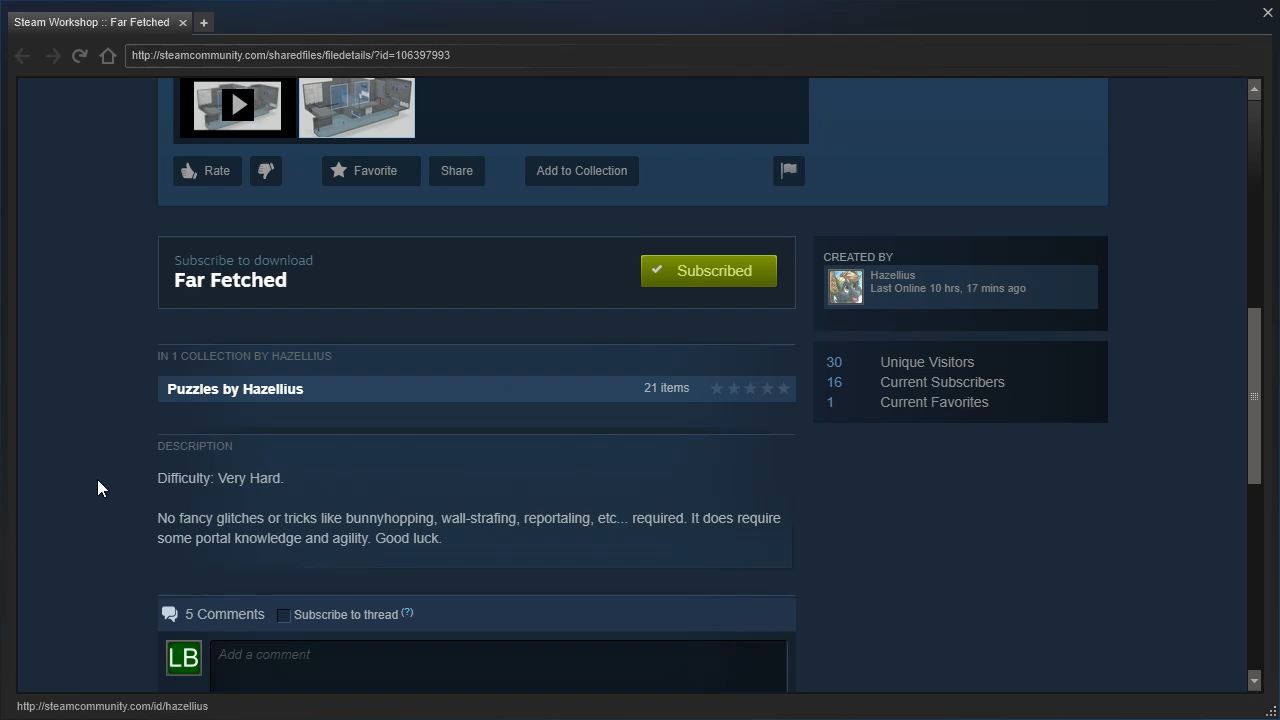 Steam Workshop :: Far Fetched
http://steamcommunity.com/sharedfiles/filedetails/?id=106397993
Rate
Favorite
Share
Add to Collection
Subscribe to download
Far Fetched
Subscribed
CREATED BY
Hazellius
Last Online 10 hrs, 17 mins ago
30 Unique Visitors
16 Current Subscribers
1 Current Favorites
IN 1 COLLECTION BY HAZELLIUS
Puzzles by Hazellius 21 items
DESCRIPTION
Difficulty: Very Hard.
No fancy glitches or tricks like bunnyhopping, wall-strafing, reportaling, etc... required. It does require
some portal knowledge and agility. Good luck.
5 Comments Subscribe to thread (?)
LB
Add a comment
http://steamcommunity.com/id/hazellius